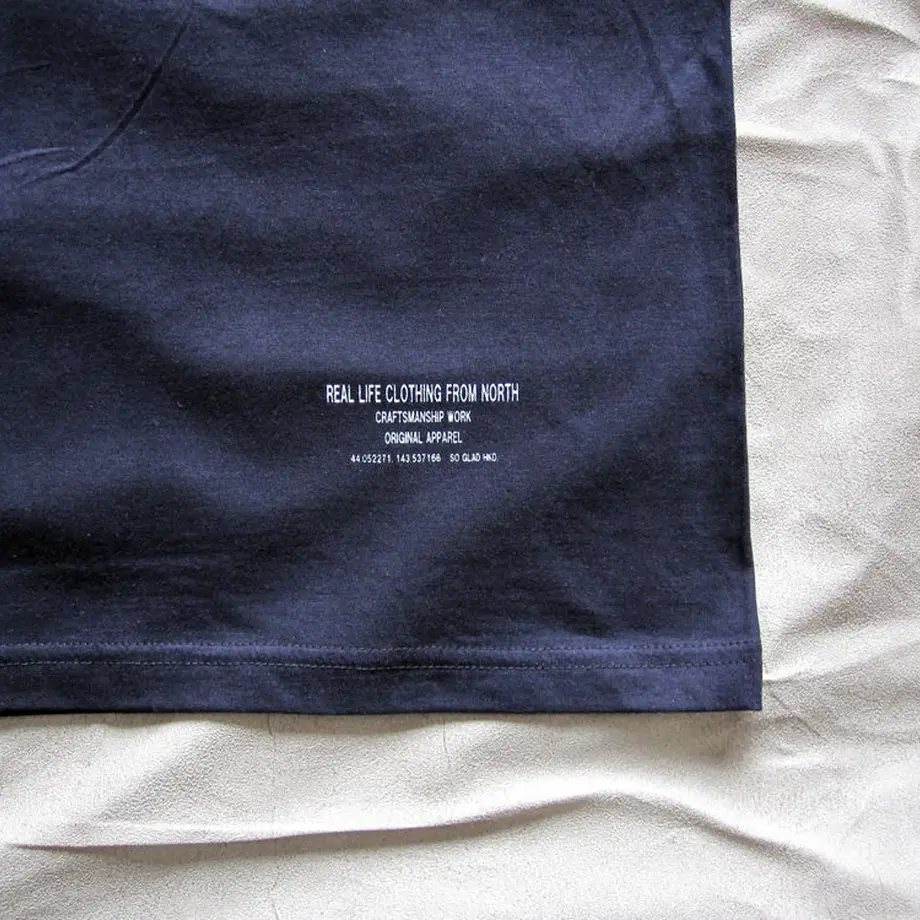 REAL LIFE CLOTHING FROM NORTH
CRAFTSMANSHIP WORK
ORIGINAL APPAREL
44.052271. 143.537166 SO GLAD HKD.